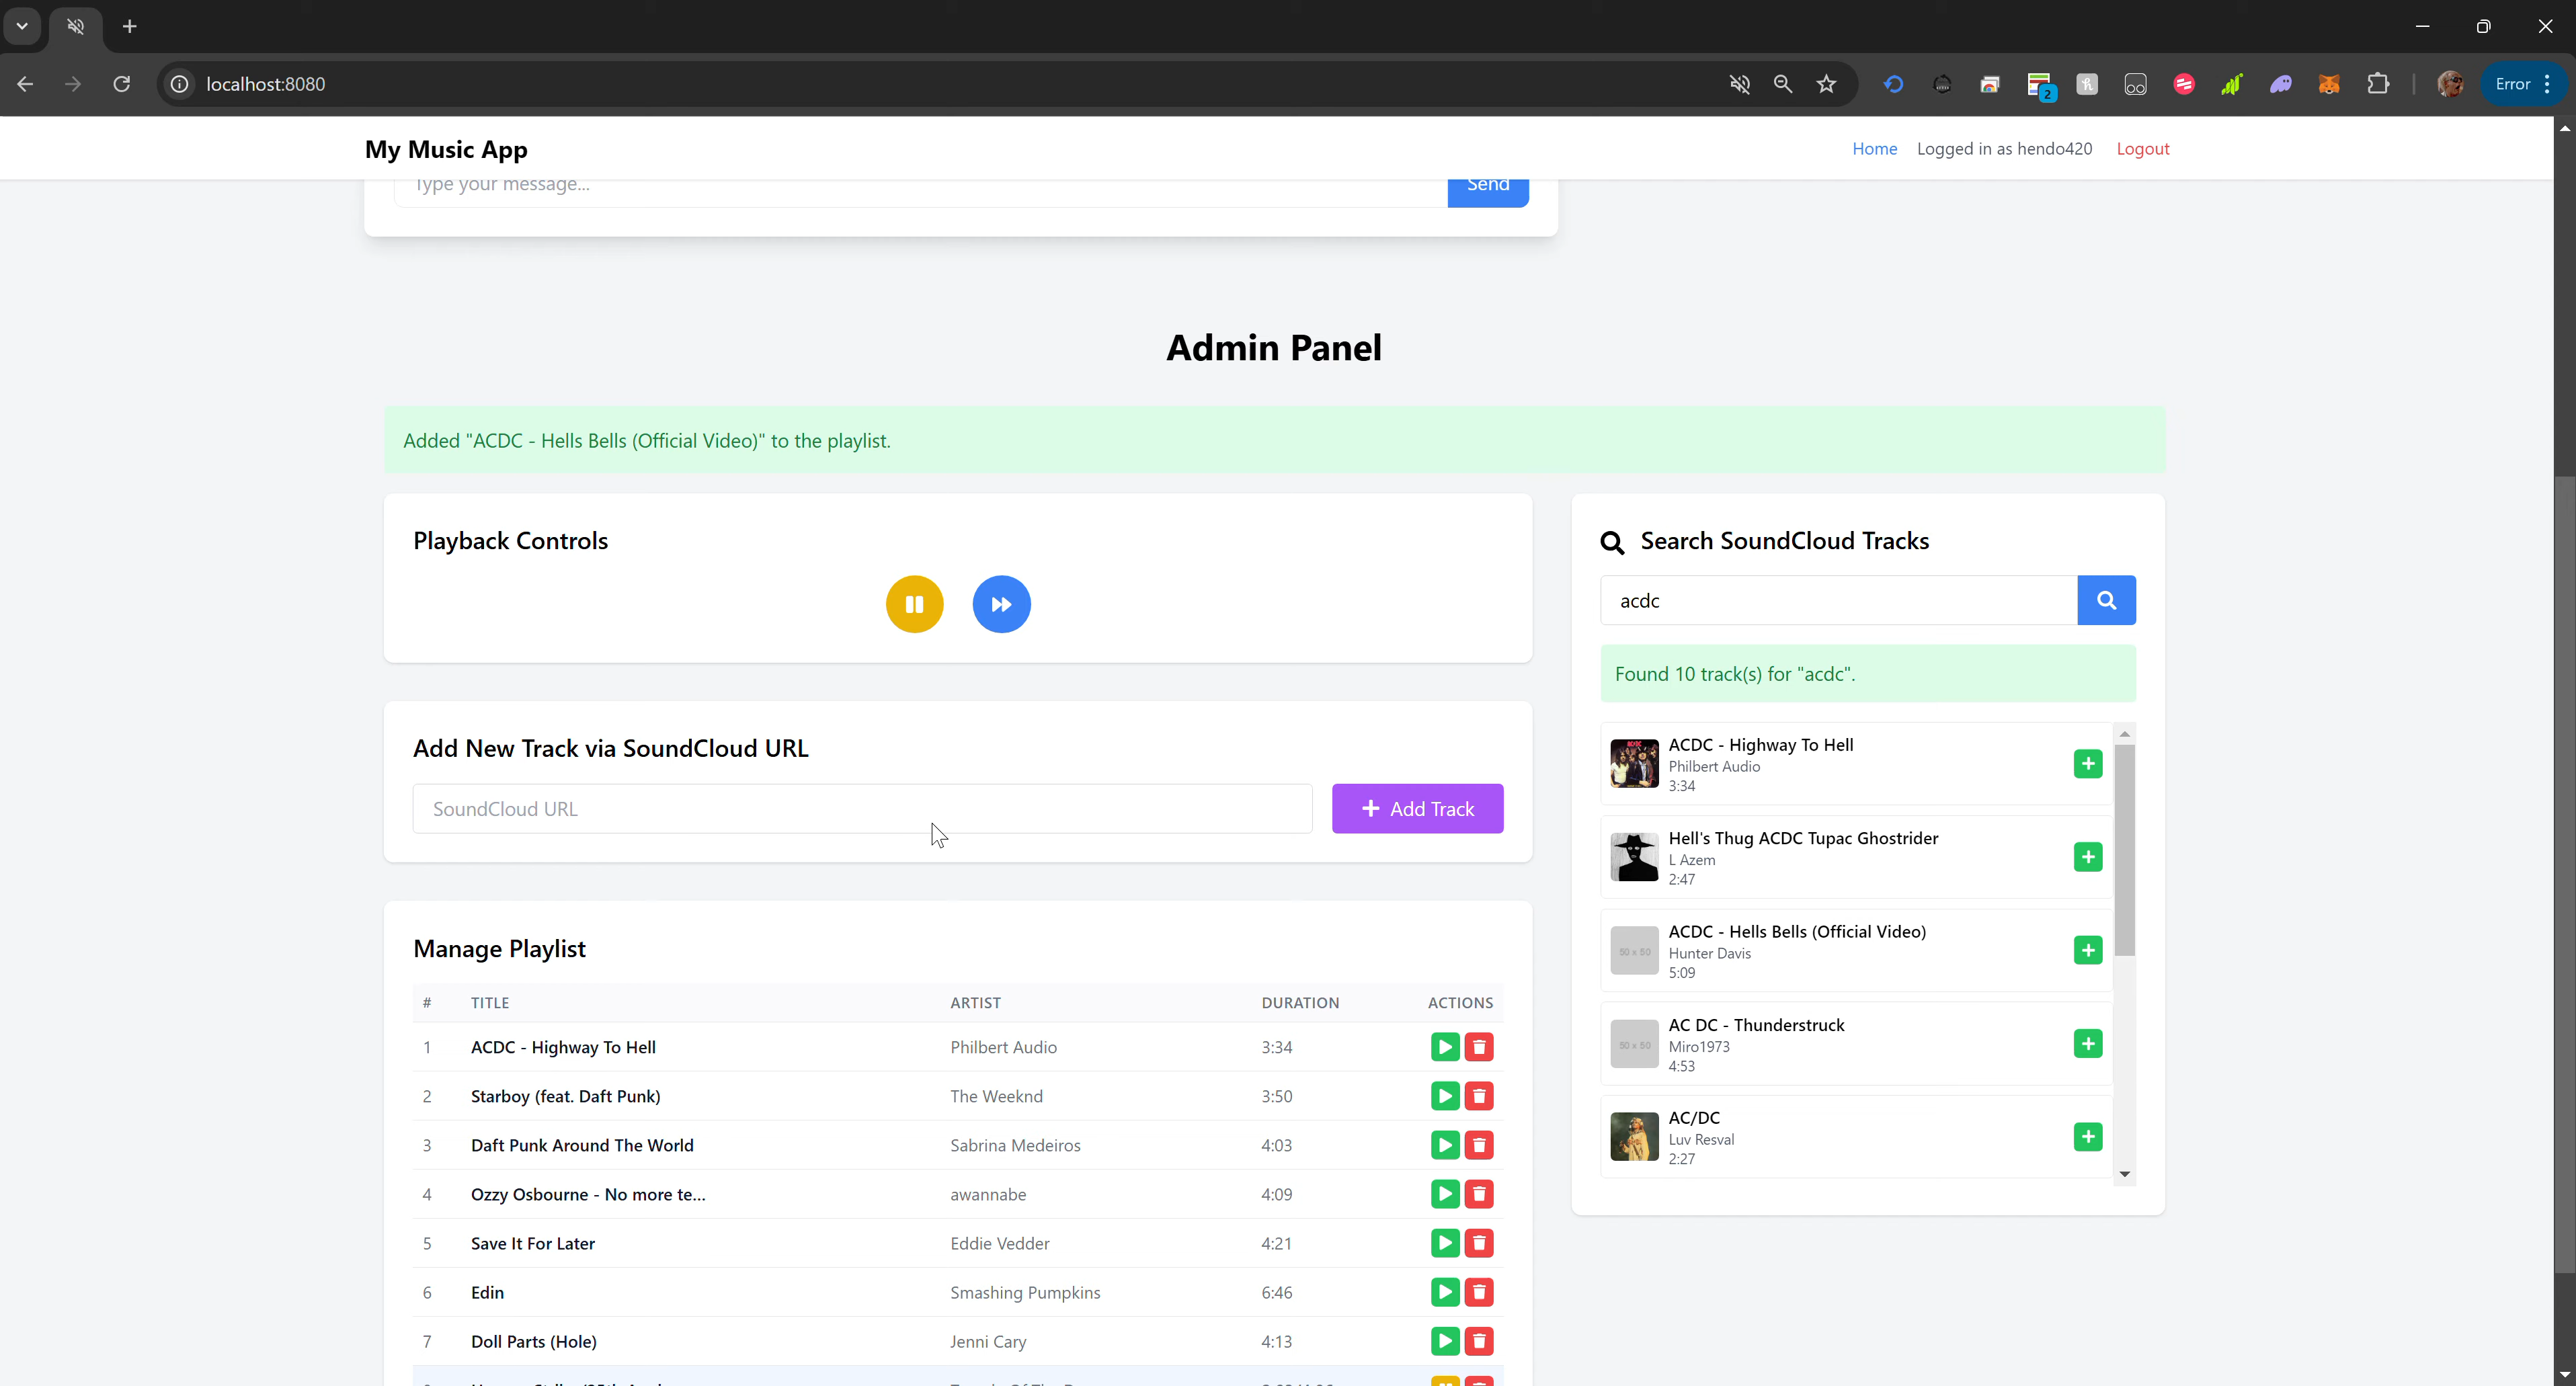 localhost:8080
2
Error
My Music App
Home Logged in as hendo420 Logout
Type your message...
Send
Admin Panel
Added "ACDC - Hells Bells (Official Video)" to the playlist.
Playback Controls
Add New Track via SoundCloud URL
SoundCloud URL
+ Add Track
Manage Playlist
# TITLE ARTIST DURATION ACTIONS
1 ACDC - Highway To Hell Philbert Audio 3:34
2 Starboy (feat. Daft Punk) The Weeknd 3:50
3 Daft Punk Around The World Sabrina Medeiros 4:03
4 Ozzy Osbourne - No more te... awannabe 4:09
5 Save It For Later Eddie Vedder 4:21
6 Edin Smashing Pumpkins 6:46
7 Doll Parts (Hole) Jenni Cary 4:13
Search SoundCloud Tracks
acdc
Found 10 track(s) for "acdc".
ACDC - Highway To Hell
Philbert Audio
3:34
Hell's Thug ACDC Tupac Ghostrider
L Azem
2:47
50 x 50
ACDC - Hells Bells (Official Video)
Hunter Davis
5:09
50 x 50
AC DC - Thunderstruck
Miro1973
4:53
AC/DC
Luv Resval
2:27